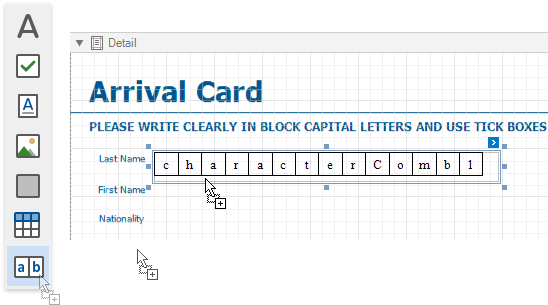 A
Detail
A
Arrival Card
PLEASE WRITE CLEARLY IN BLOCK CAPITAL LETTERS AND USE TICK BOXES
Last Name
c h a r a c t e r C o m b 1
First Name
Nationality
a b